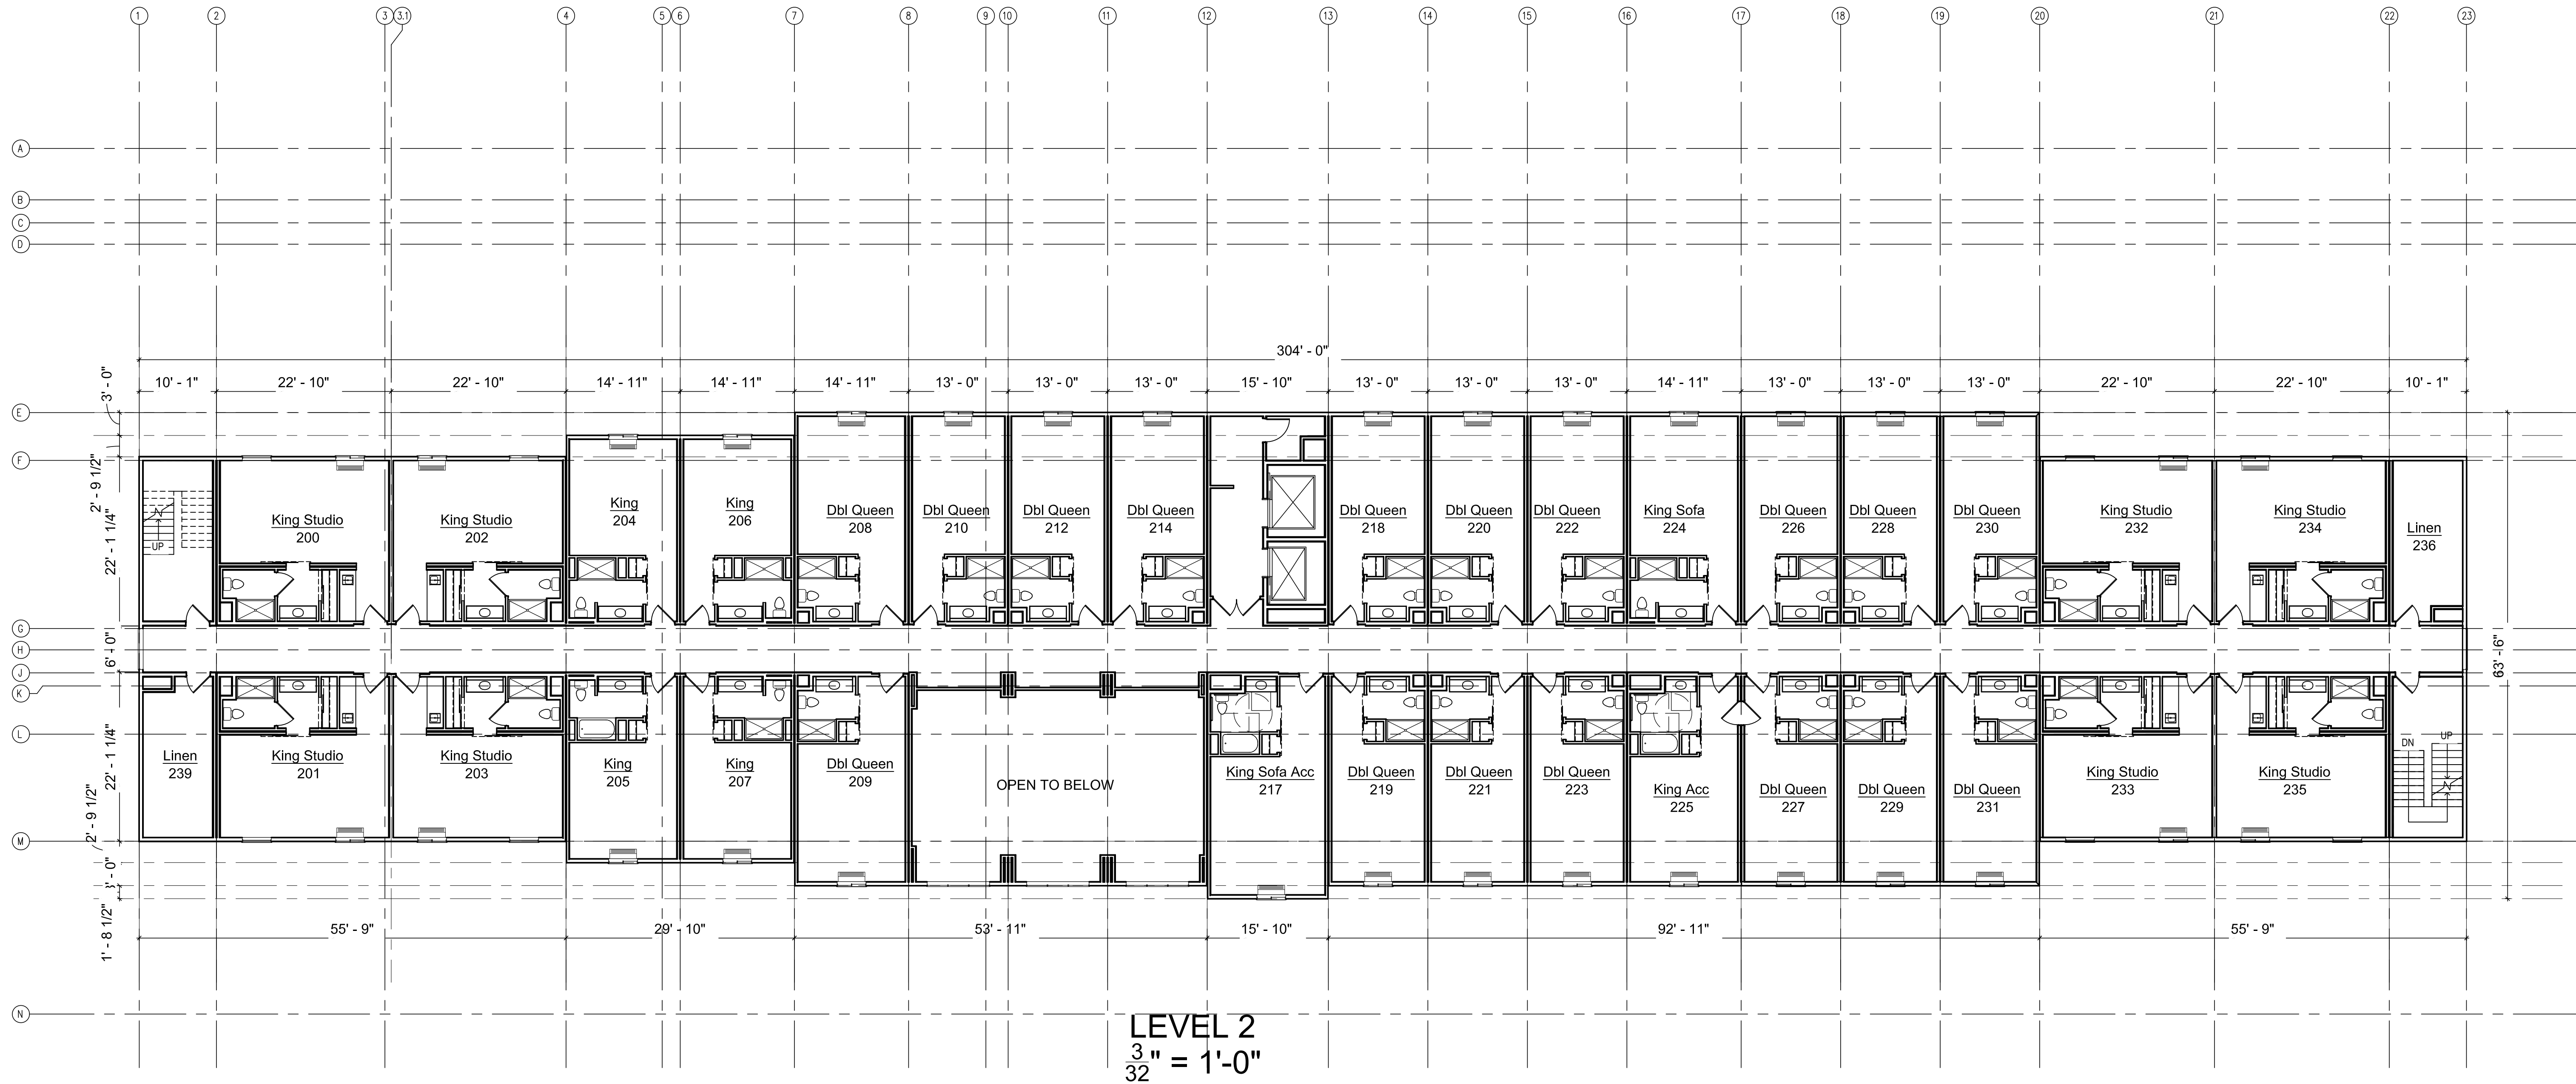 1 2 3 3.1 4 5 6 7 8 9 10 11 12 13 14 15 16 17 18 19 20 21 22 23
A
B
C
D
304' - 0"
10' - 1" 22' - 10" 22' - 10" 14' - 11" 14' - 11" 14' - 11" 13' - 0" 13' - 0" 13' - 0" 15' - 10" 13' - 0" 13' - 0" 13' - 0" 14' - 11" 13' - 0" 13' - 0" 13' - 0" 22' - 10" 22' - 10" 10' - 1"
3' - 0"
E
F
2' - 9 1/2"
22' - 1 1/4"
UP
King Studio
200
King Studio
202
King
204
King
206
Dbl Queen
208
Dbl Queen
210
Dbl Queen
212
Dbl Queen
214
Dbl Queen
218
Dbl Queen
220
Dbl Queen
222
King Sofa
224
Dbl Queen
226
Dbl Queen
228
Dbl Queen
230
King Studio
232
King Studio
234
Linen
236
G
H
J
K
6' - 0"
63' - 6"
L
22' - 1 1/4"
Linen
239
King Studio
201
King Studio
203
King
205
King
207
Dbl Queen
209
OPEN TO BELOW
King Sofa Acc
217
Dbl Queen
219
Dbl Queen
221
Dbl Queen
223
King Acc
225
Dbl Queen
227
Dbl Queen
229
Dbl Queen
231
King Studio
233
King Studio
235
DN UP
2' - 9 1/2"
M
' - 0"
1' - 8 1/2"
55' - 9" 29' - 10" 53' - 11" 15' - 10" 92' - 11" 55' - 9"
N
LEVEL 2
3/32" = 1'-0"